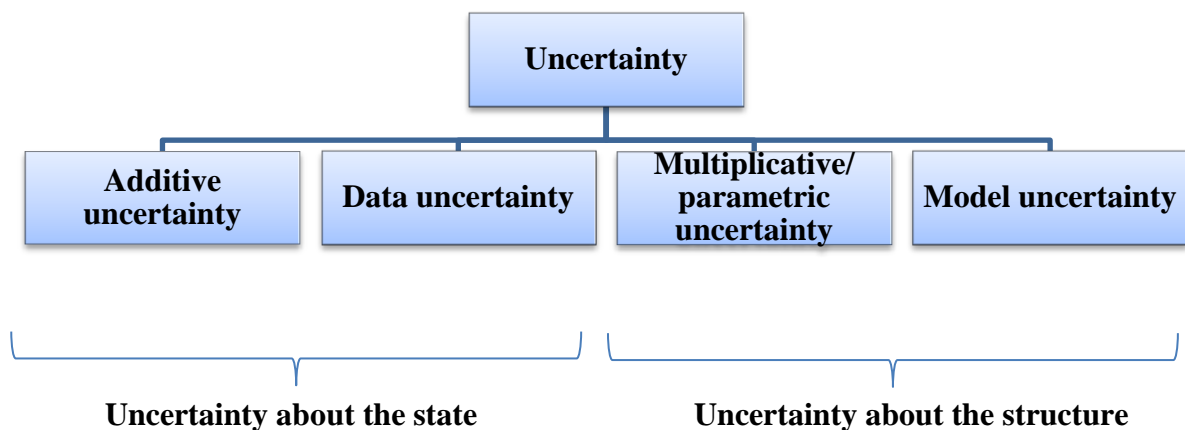 Uncertainty
Additive
uncertainty
Data uncertainty
Multiplicative/
parametric
uncertainty
Model uncertainty
Uncertainty about the state
Uncertainty about the structure